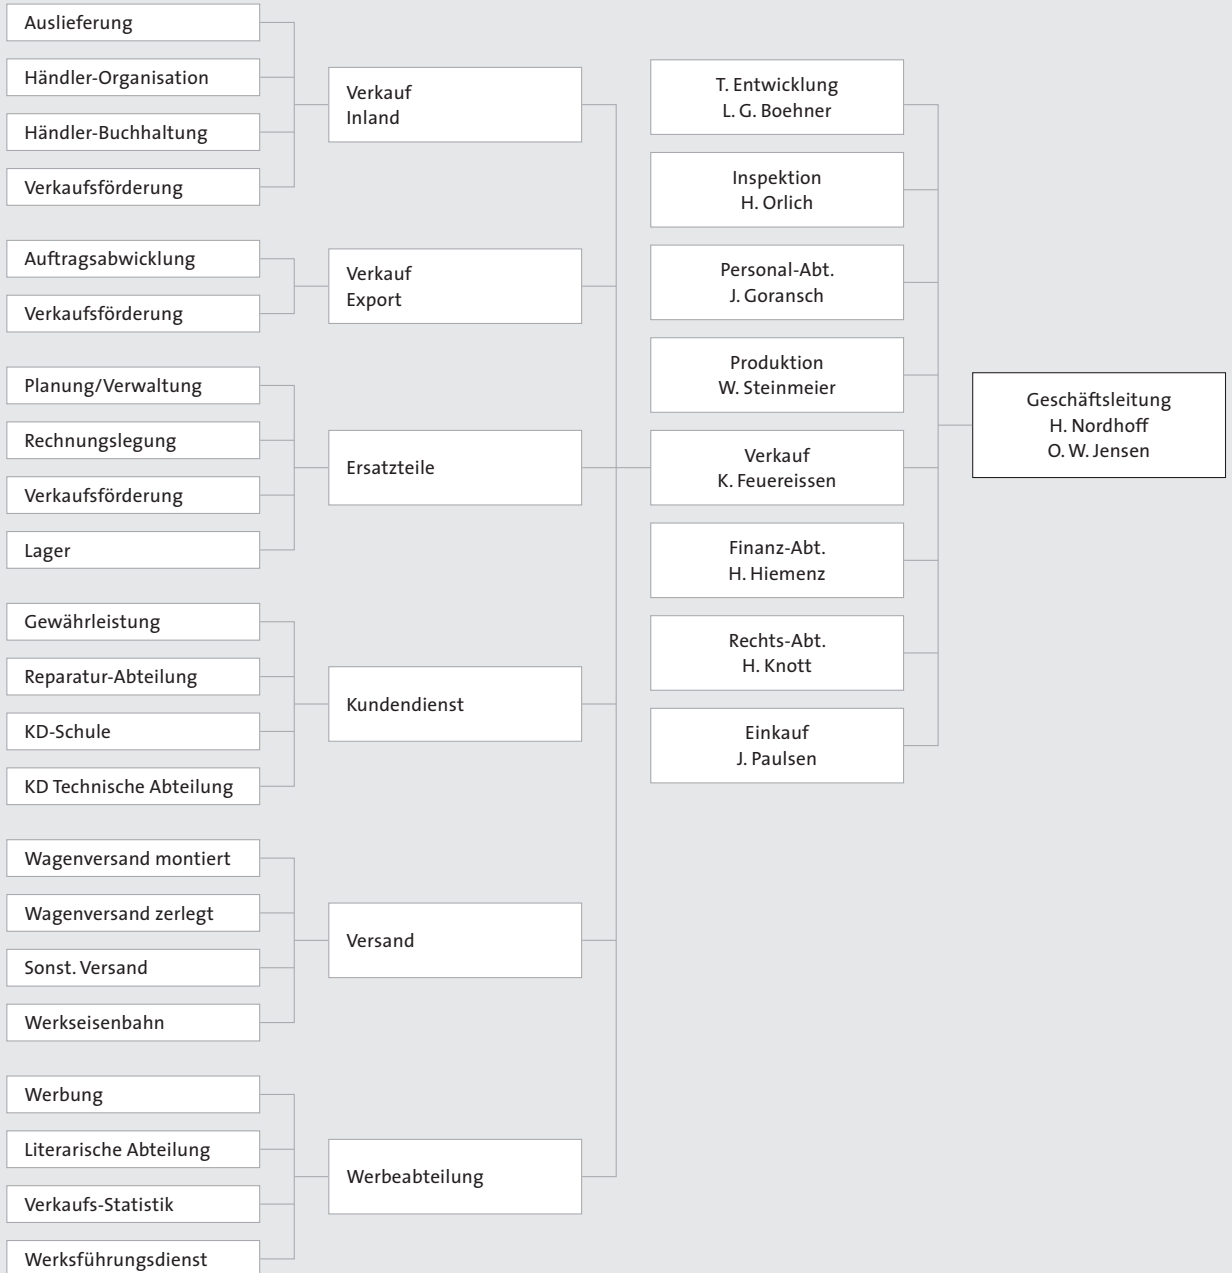 Auslieferung
Händler-Organisation
Händler-Buchhaltung
Verkaufsförderung
Auftragsabwicklung
Verkaufsförderung
Planung/Verwaltung
Rechnungslegung
Verkaufsförderung
Lager
Gewährleistung
Reparatur-Abteilung
KD-Schule
KD Technische Abteilung
Wagenversand montiert
Wagenversand zerlegt
Sonst. Versand
Werkseisenbahn
Werbung
Literarische Abteilung
Verkaufs-Statistik
Werksführungsdienst
Verkauf
Inland
Verkauf
Export
Ersatzteile
Kundendienst
Versand
Werbeabteilung
T. Entwicklung
L. G. Boehner
Inspektion
H. Orlich
Personal-Abt.
J. Goransch
Produktion
W. Steinmeier
Verkauf
K. Feuereissen
Finanz-Abt.
H. Hiemenz
Rechts-Abt.
H. Knott
Einkauf
J. Paulsen
Geschäftsleitung
H. Nordhoff
O. W. Jensen